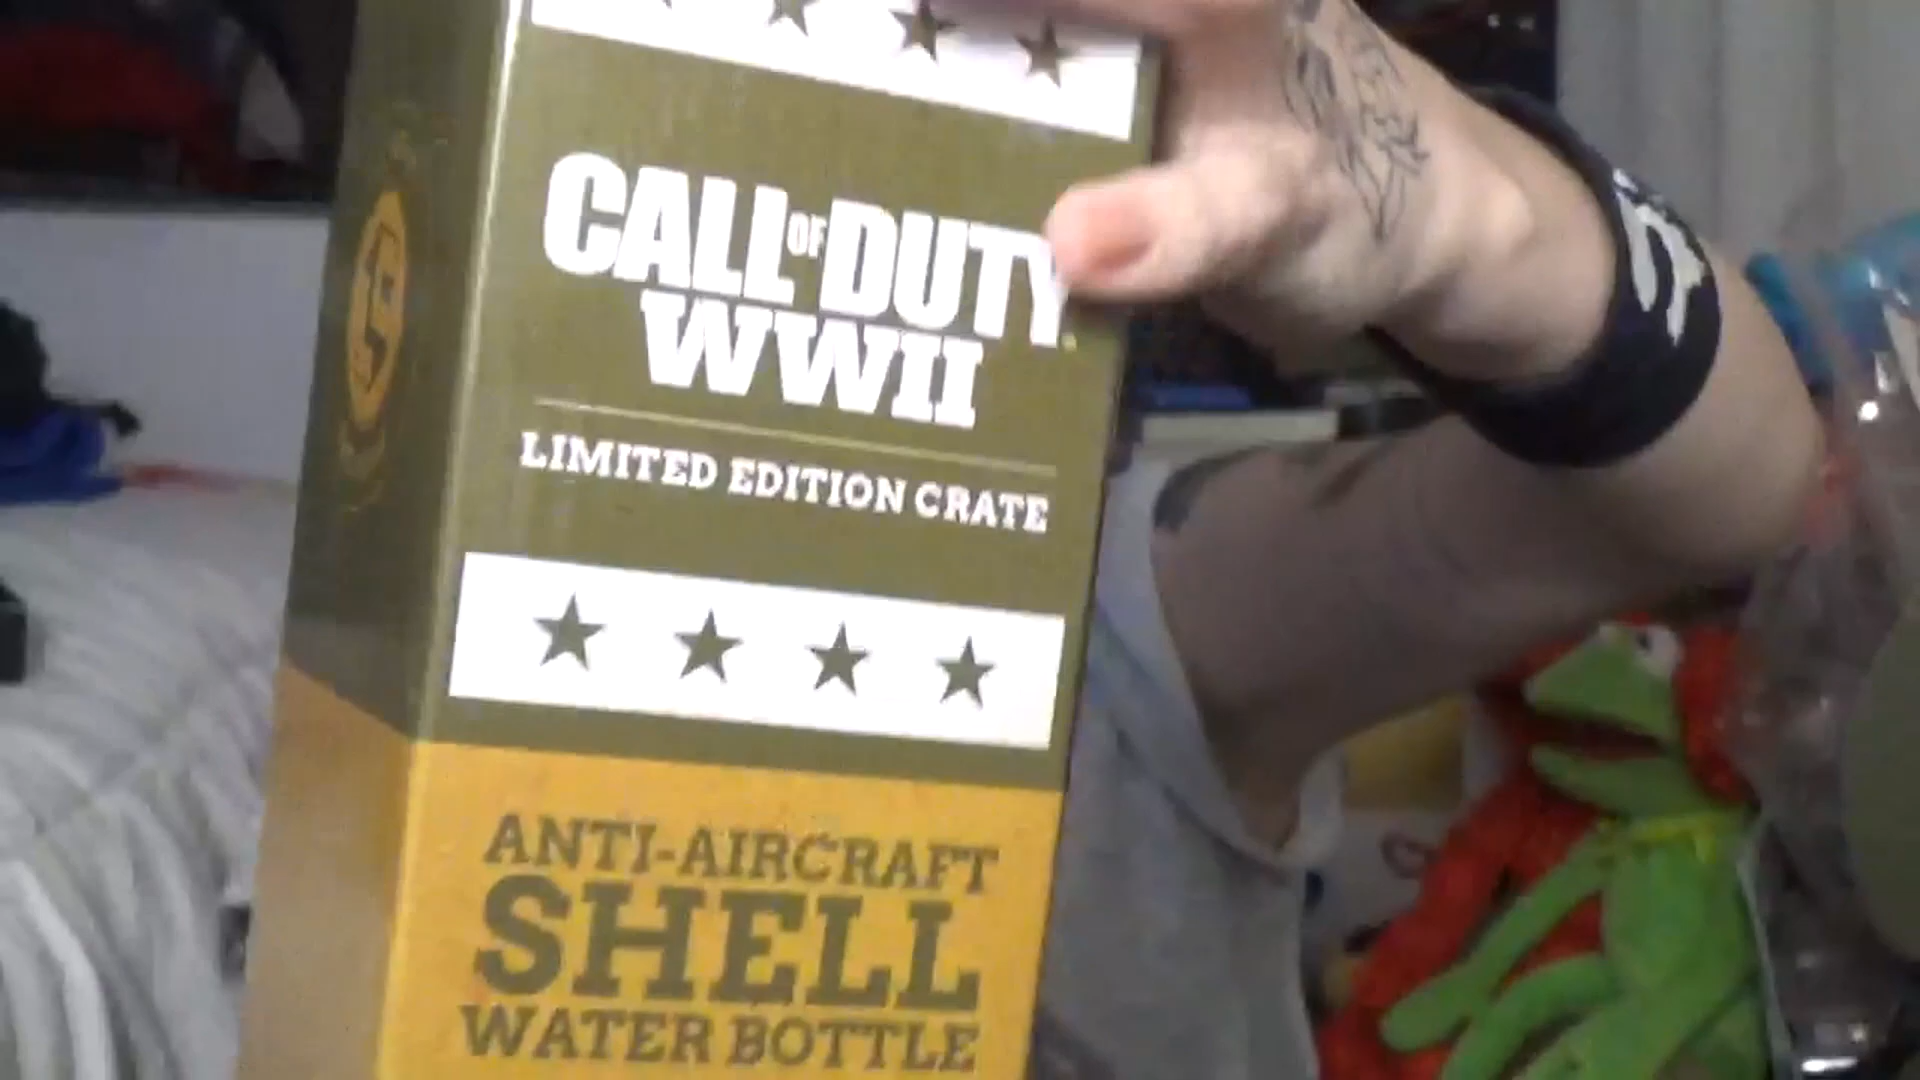 CALL OF DUTY
WWII
LIMITED EDITION CRATE
ANTI-AIRCRAFT
SHELL
WATER BOTTLE